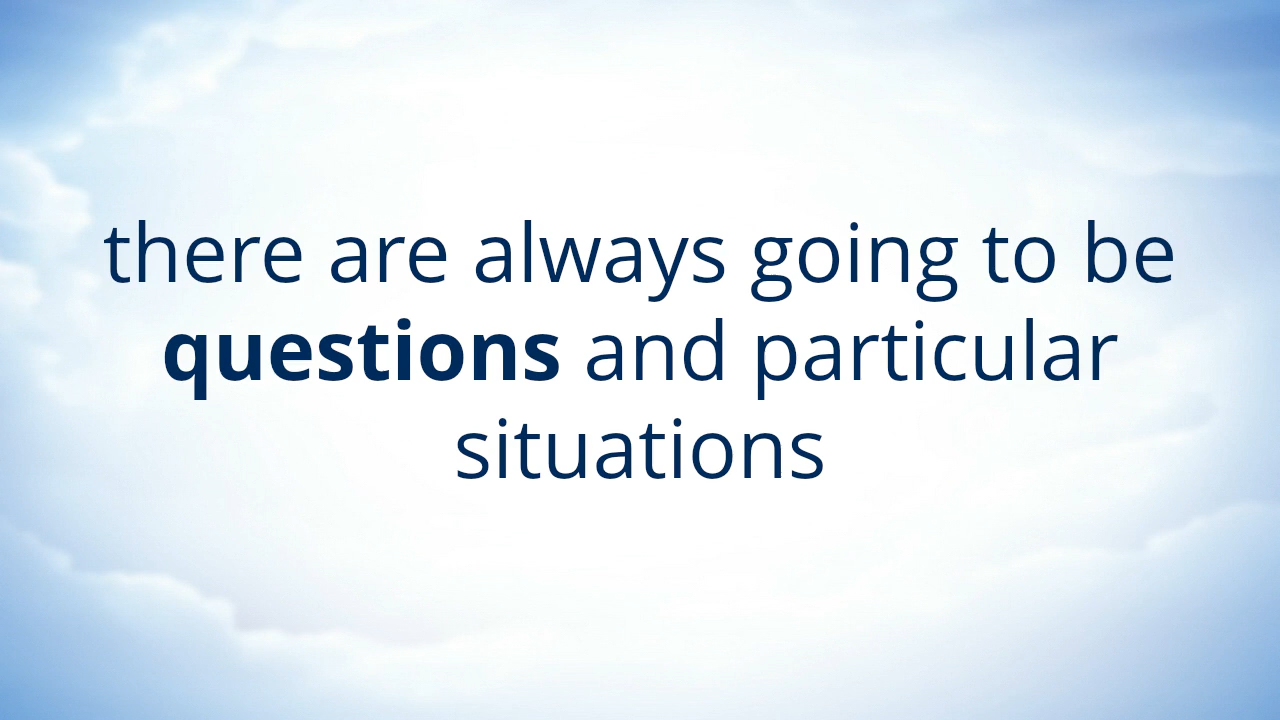 there are always going to be
questions and particular
situations